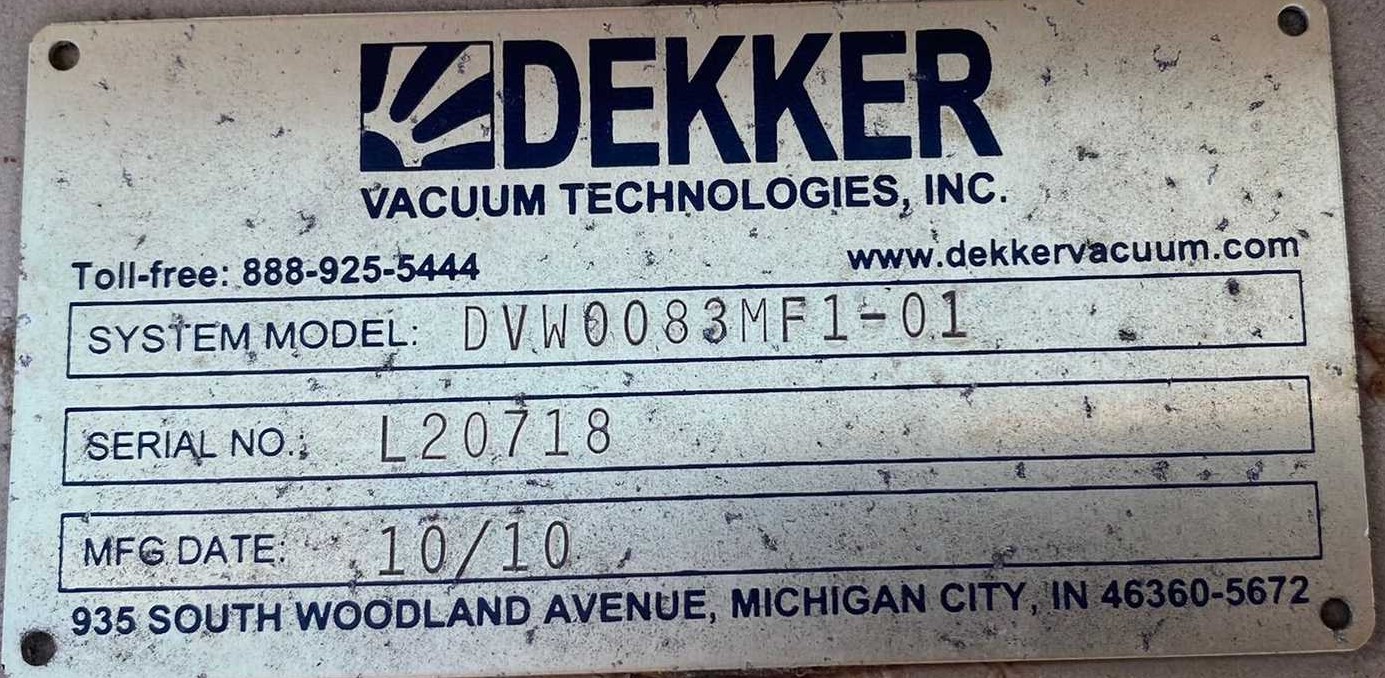 DEKKER
VACUUM TECHNOLOGIES, INC.
Toll-free: 888-925-5444 www.dekkervacuum.com
SYSTEM MODEL: DVW0083MF1-01
SERIAL NO.: L20718
MFG DATE: 10/10
935 SOUTH WOODLAND AVENUE, MICHIGAN CITY, IN 46360-5672